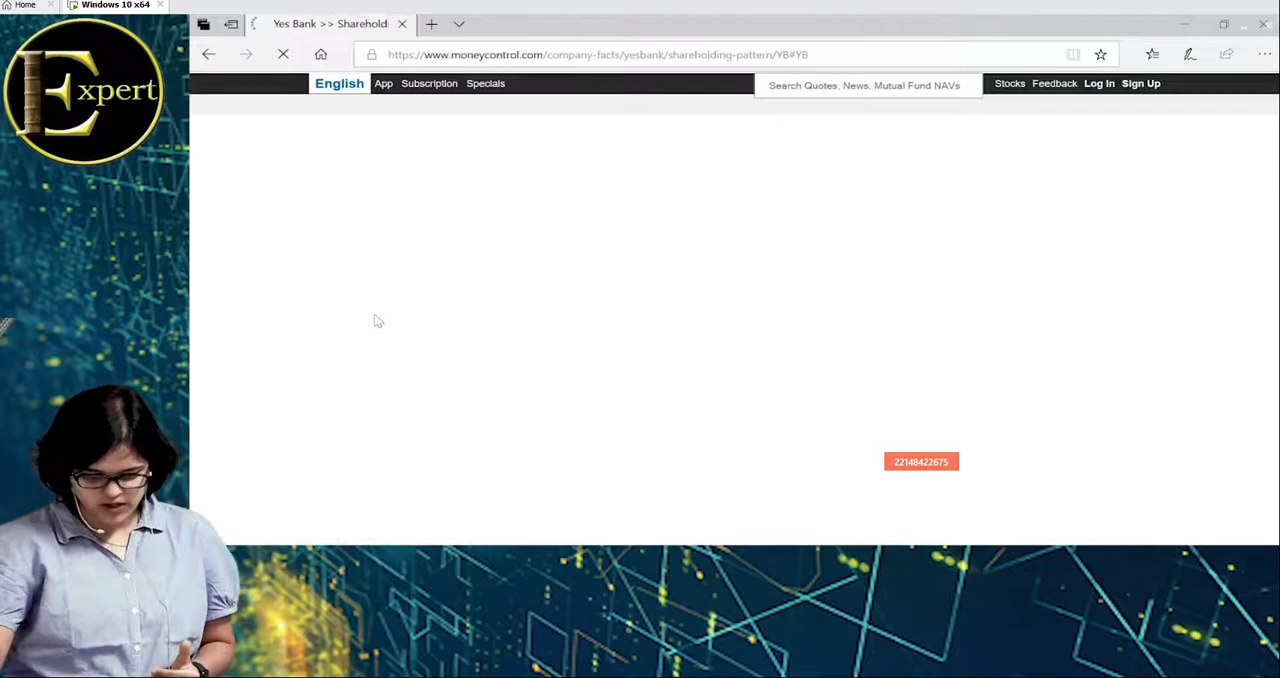 Home
Windows 10 x64
Expert
Yes Bank >> Sharehold
https://www.moneycontrol.com/company-facts/yesbank/shareholding-pattern/YB#YB
English App Subscription Specials
Search Quotes, News, Mutual Fund NAVs
Stocks Feedback Log In Sign Up
22148422675